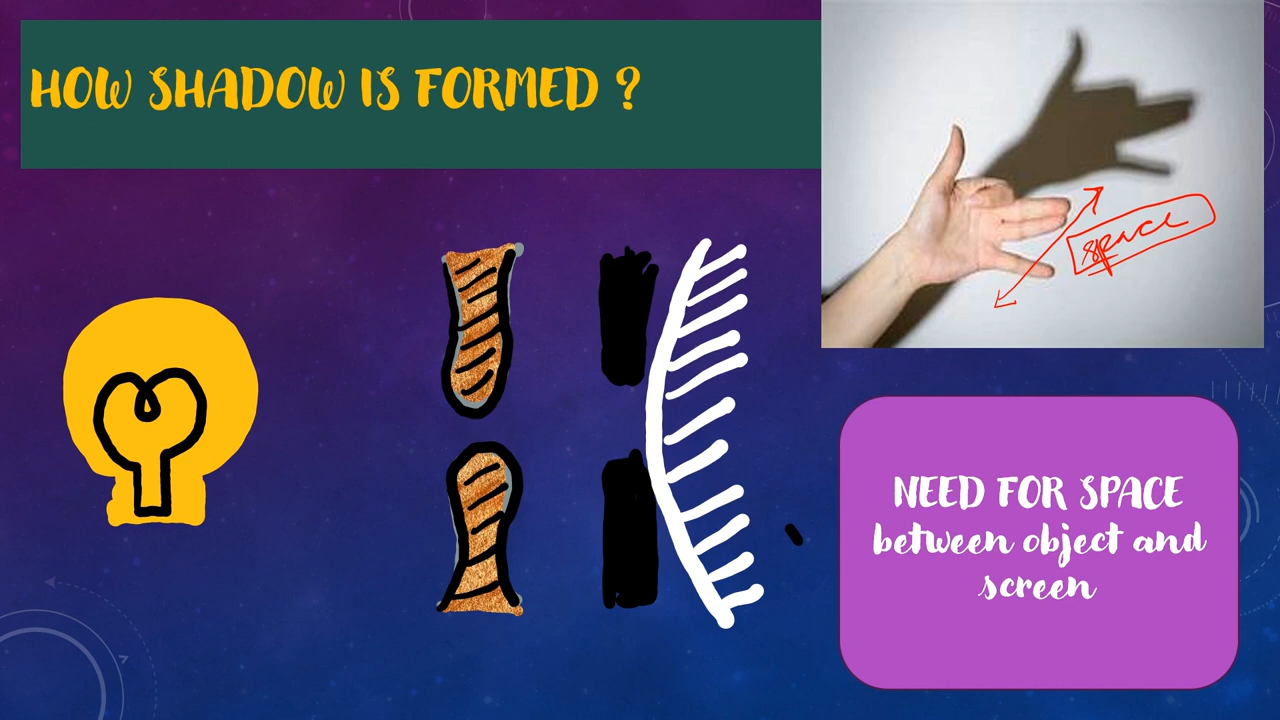 HOW SHADOW IS FORMED ?
space
NEED FOR SPACE
between object and
screen